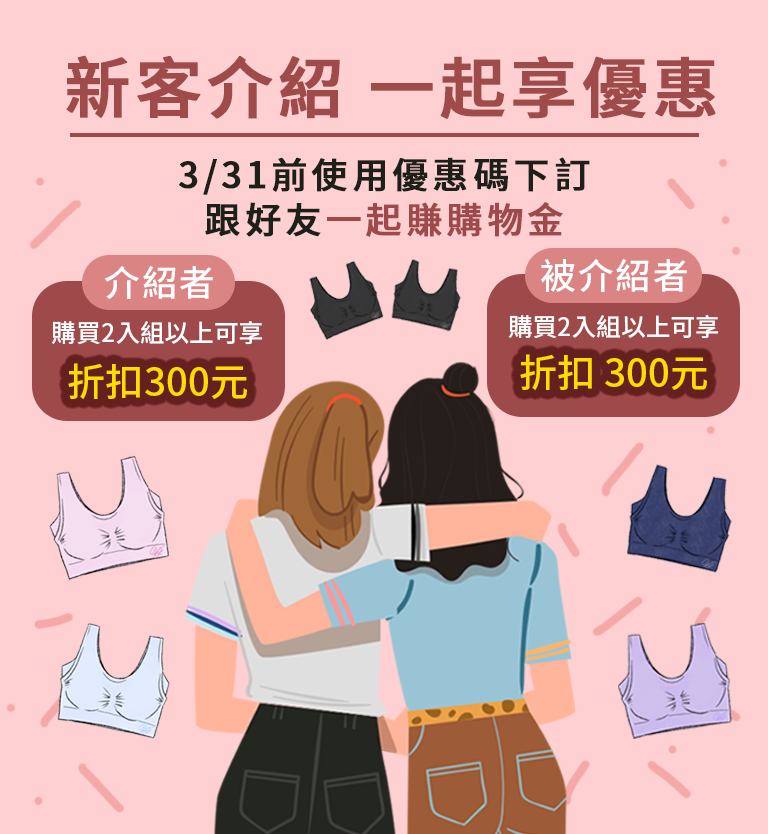 新客介紹 一起享優惠
3/31前使用優惠碼下訂
跟好友一起賺購物金
介紹者
購買2入組以上可享
折扣300元
被介紹者
購買2入組以上可享
折扣 300元